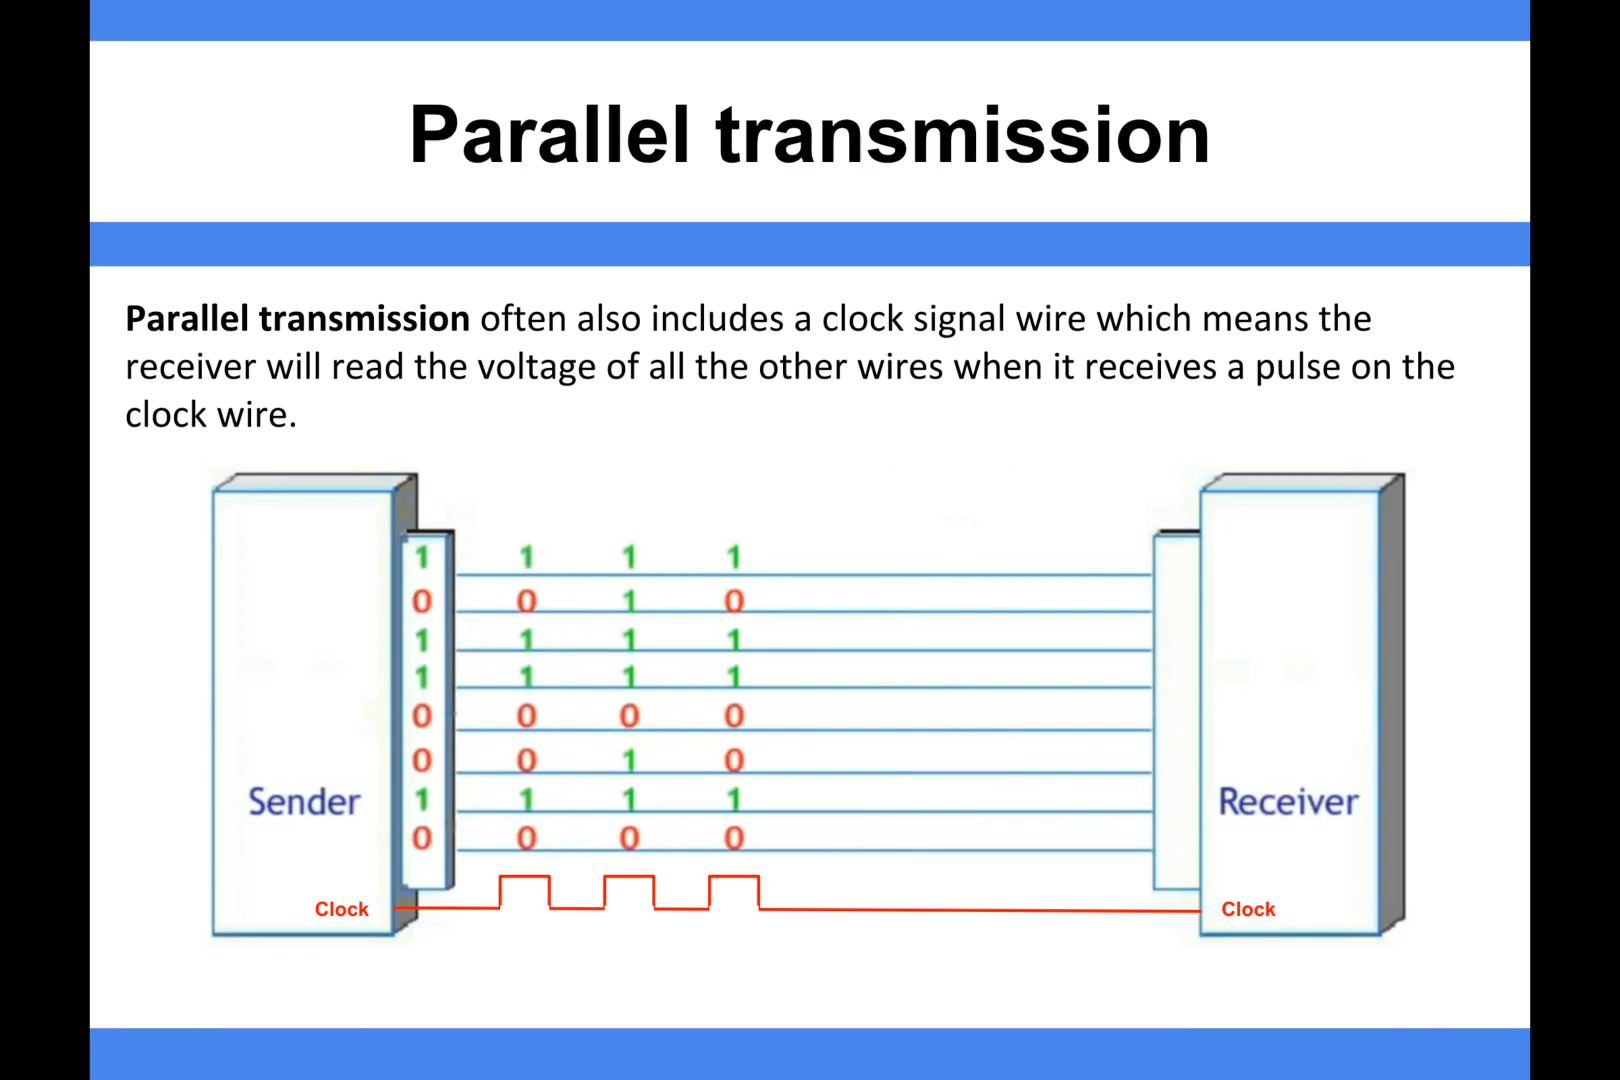 Parallel transmission
Parallel transmission often also includes a clock signal wire which means the
receiver will read the voltage of all the other wires when it receives a pulse on the
clock wire.
1 1 1 1
0 0 1 0
1 1 1 1
1 1 1 1
0 0 0 0
0 0 1 0
Sender 1 1 1 1 Receiver
0 0 0 0
Clock Clock